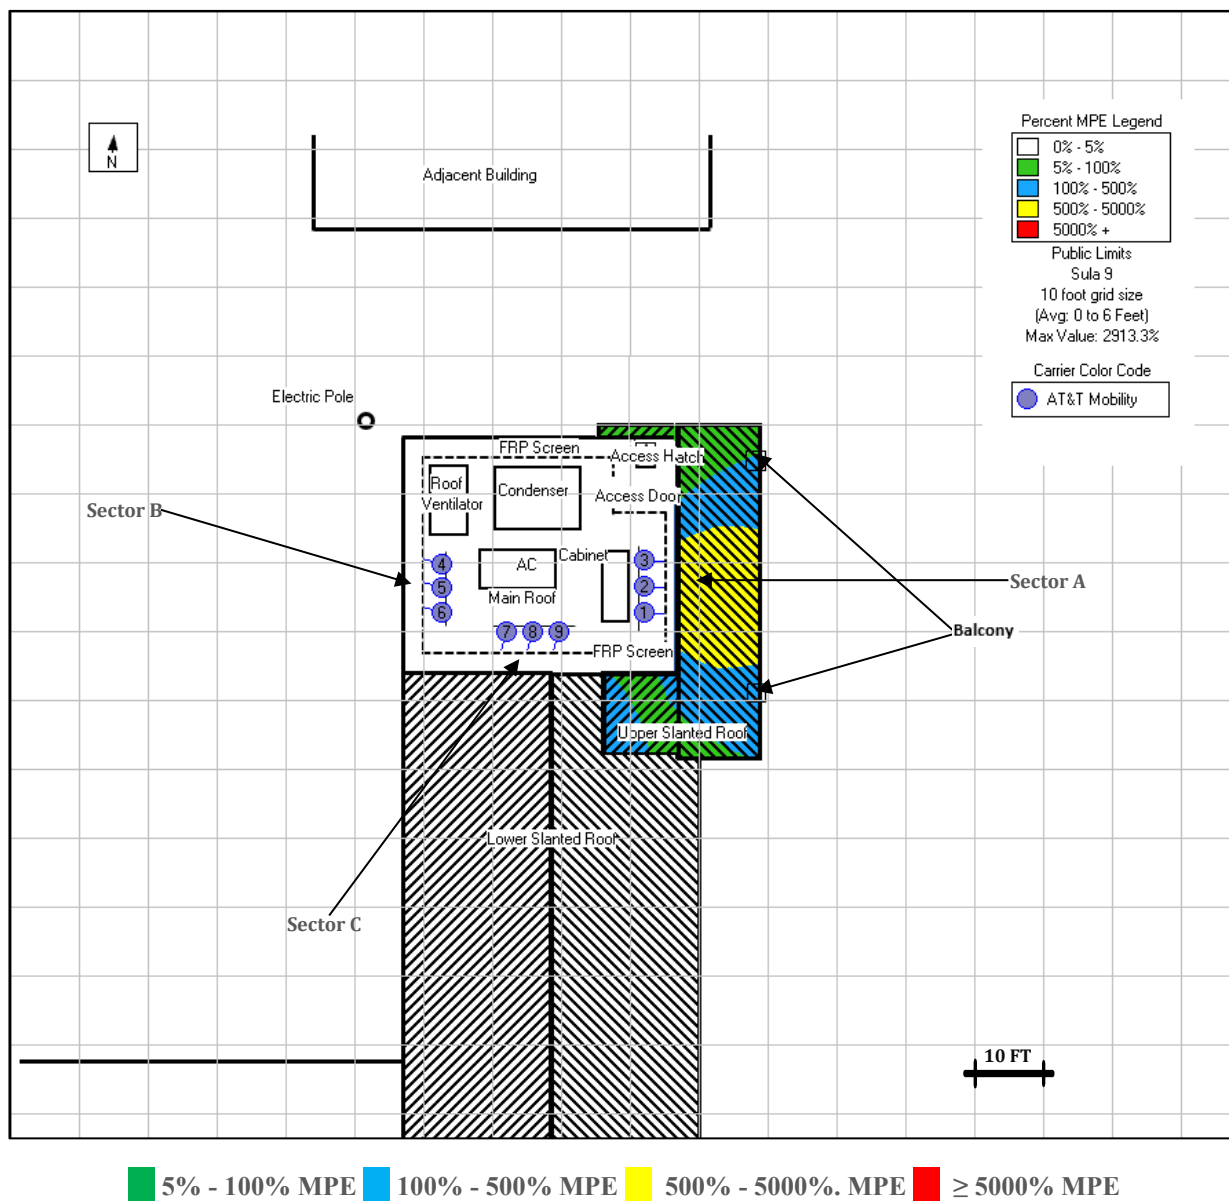 N
Adjacent Building
Percent MPE Legend
0% - 5%
5% - 100%
100% - 500%
500% - 5000%
5000% +
Public Limits
Sula 9
10 foot grid size
(Avg: 0 to 6 Feet)
Max Value: 2913.3%
Carrier Color Code
AT&T Mobility
Electric Pole
FRP Screen
Access Hatch
Roof
Ventilator
Condenser
Access Door
Sector B
AC
Cabinet
Main Roof
4
5
6
3
2
1
7
8
9
Sector A
Balcony
FRP Screen
Upper Slanted Roof
Lower Slanted Roof
Sector C
10 FT
5% - 100% MPE
100% - 500% MPE
500% - 5000%. MPE
≥ 5000% MPE